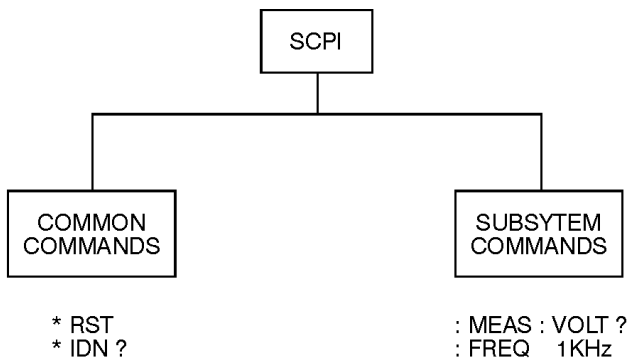 SCPI
COMMON
COMMANDS
SUBSYTEM
COMMANDS
* RST
* IDN ?
: MEAS : VOLT ?
: FREQ 1KHz